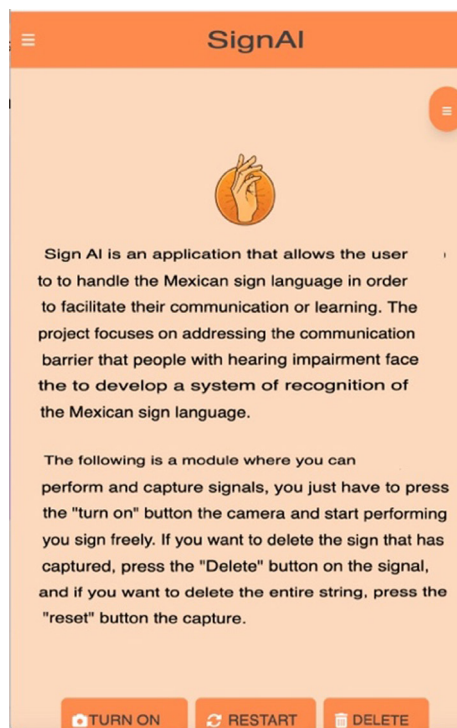 SignAI
Sign AI is an application that allows the user
to to handle the Mexican sign language in order
to facilitate their communication or learning. The
project focuses on addressing the communication
barrier that people with hearing impairment face
the to develop a system of recognition of
the Mexican sign language.
The following is a module where you can
perform and capture signals, you just have to press
the "turn on" button the camera and start performing
you sign freely. If you want to delete the sign that has
captured, press the "Delete" button on the signal,
and if you want to delete the entire string, press the
"reset" button the capture.
TURN ON RESTART DELETE